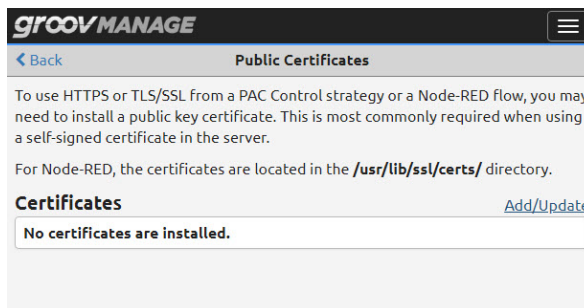 groov MANAGE
Back
Public Certificates
To use HTTPS or TLS/SSL from a PAC Control strategy or a Node-RED flow, you may
need to install a public key certificate. This is most commonly required when using
a self-signed certificate in the server.
For Node-RED, the certificates are located in the /usr/lib/ssl/certs/ directory.
Certificates
Add/Update
No certificates are installed.